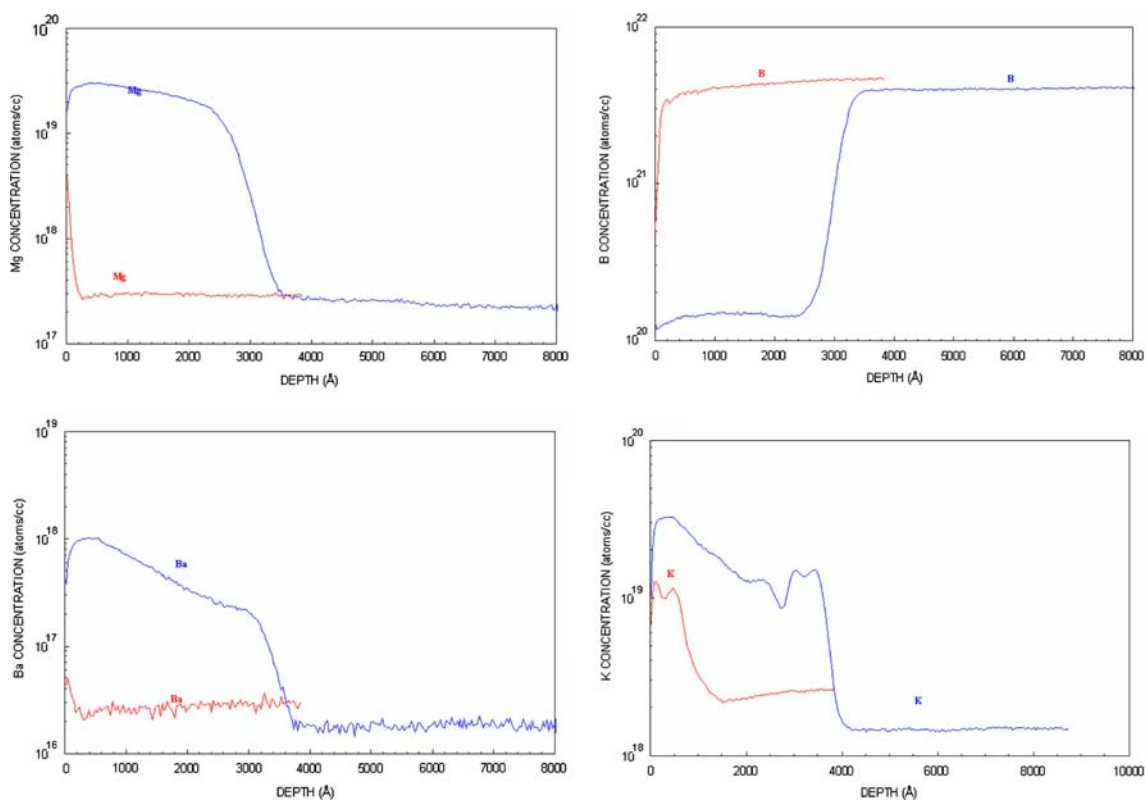 10^20
Mg CONCENTRATION (atoms/cc)
10^19
10^18
10^17
Mg
Mg
0 1000 2000 3000 4000 5000 6000 7000 8000
DEPTH (Å)
10^22
B CONCENTRATION (atoms/cc)
10^21
10^20
B
B
0 1000 2000 3000 4000 5000 6000 7000 8000
DEPTH (Å)
10^19
Ba CONCENTRATION (atoms/cc)
10^18
10^17
10^16
Ba
Ba
0 1000 2000 3000 4000 5000 6000 7000 8000
DEPTH (Å)
10^20
K CONCENTRATION (atoms/cc)
10^19
10^18
K
K
0 2000 4000 6000 8000 10000
DEPTH (Å)